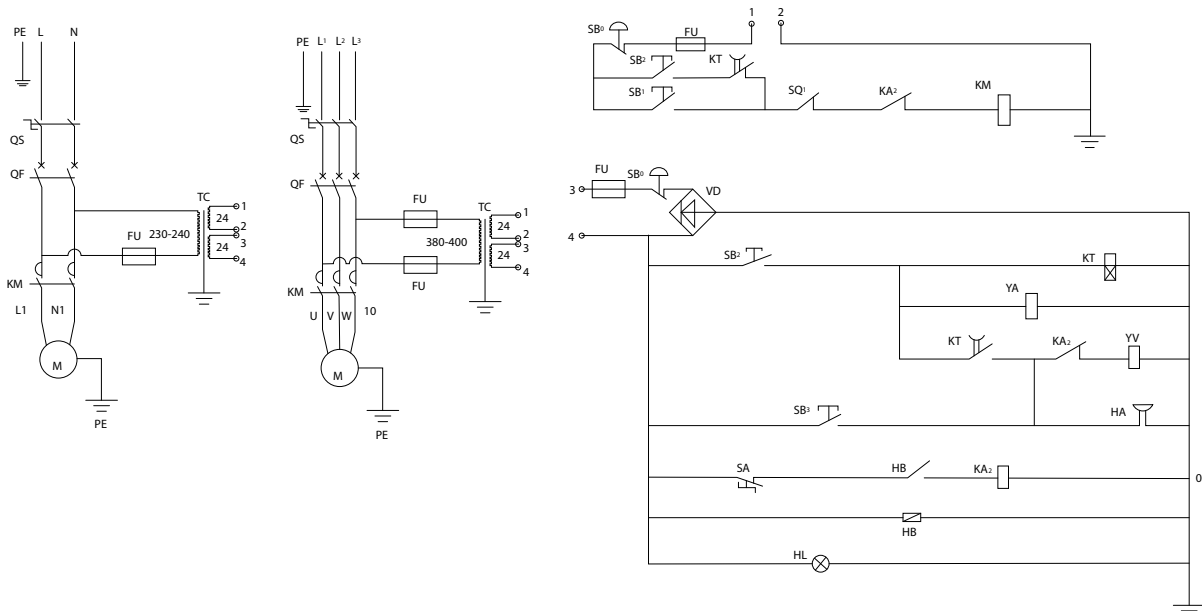 PE L N
QS
QF
TC
FU 230-240
24
24
1
2
3
4
KM
L1 N1
M
PE
PE L1 L2 L3
QS
QF
FU
TC
380-400
24
24
1
2
3
4
FU
KM
U V W 10
M
PE
1 2
SB0 FU
SB2 KT
SB1 SQ1 KA2 KM
FU SB0 VD
3
4
SB2 KT
YA
KT KA2 YV
SB3 HA
SA HB KA2 0
HB
HL